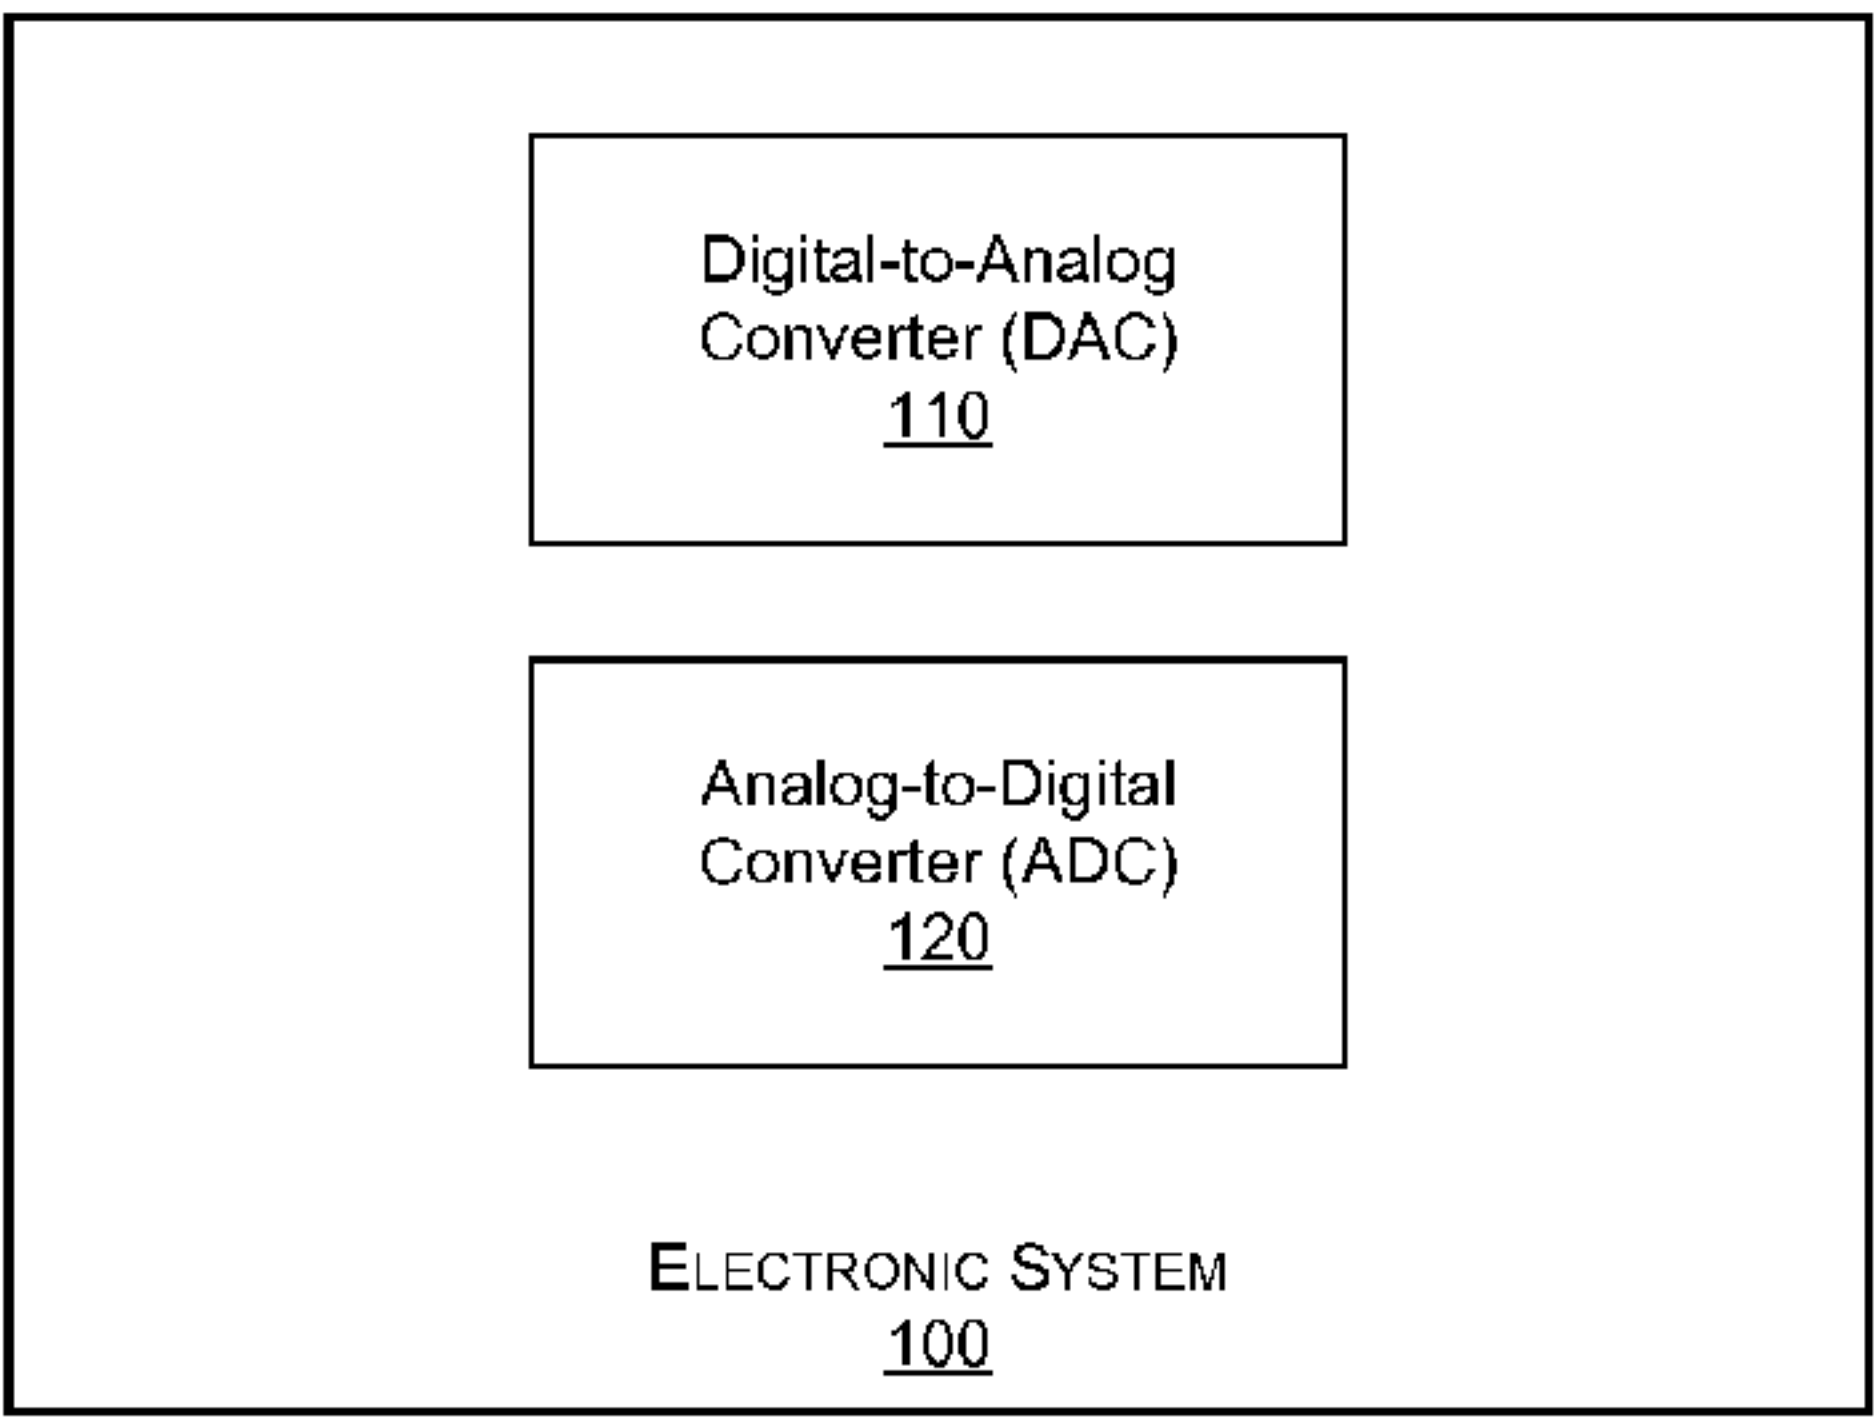 Digital-to-Analog
Converter (DAC)
110
Analog-to-Digital
Converter (ADC)
120
ELECTRONIC SYSTEM
100